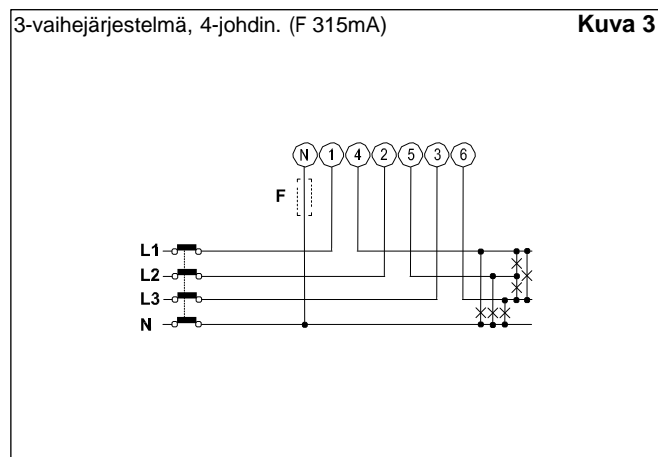 3-vaihejärjestelmä, 4-johdin. (F 315mA) Kuva 3
N 1 4 2 5 3 6
F
L1
L2
L3
N